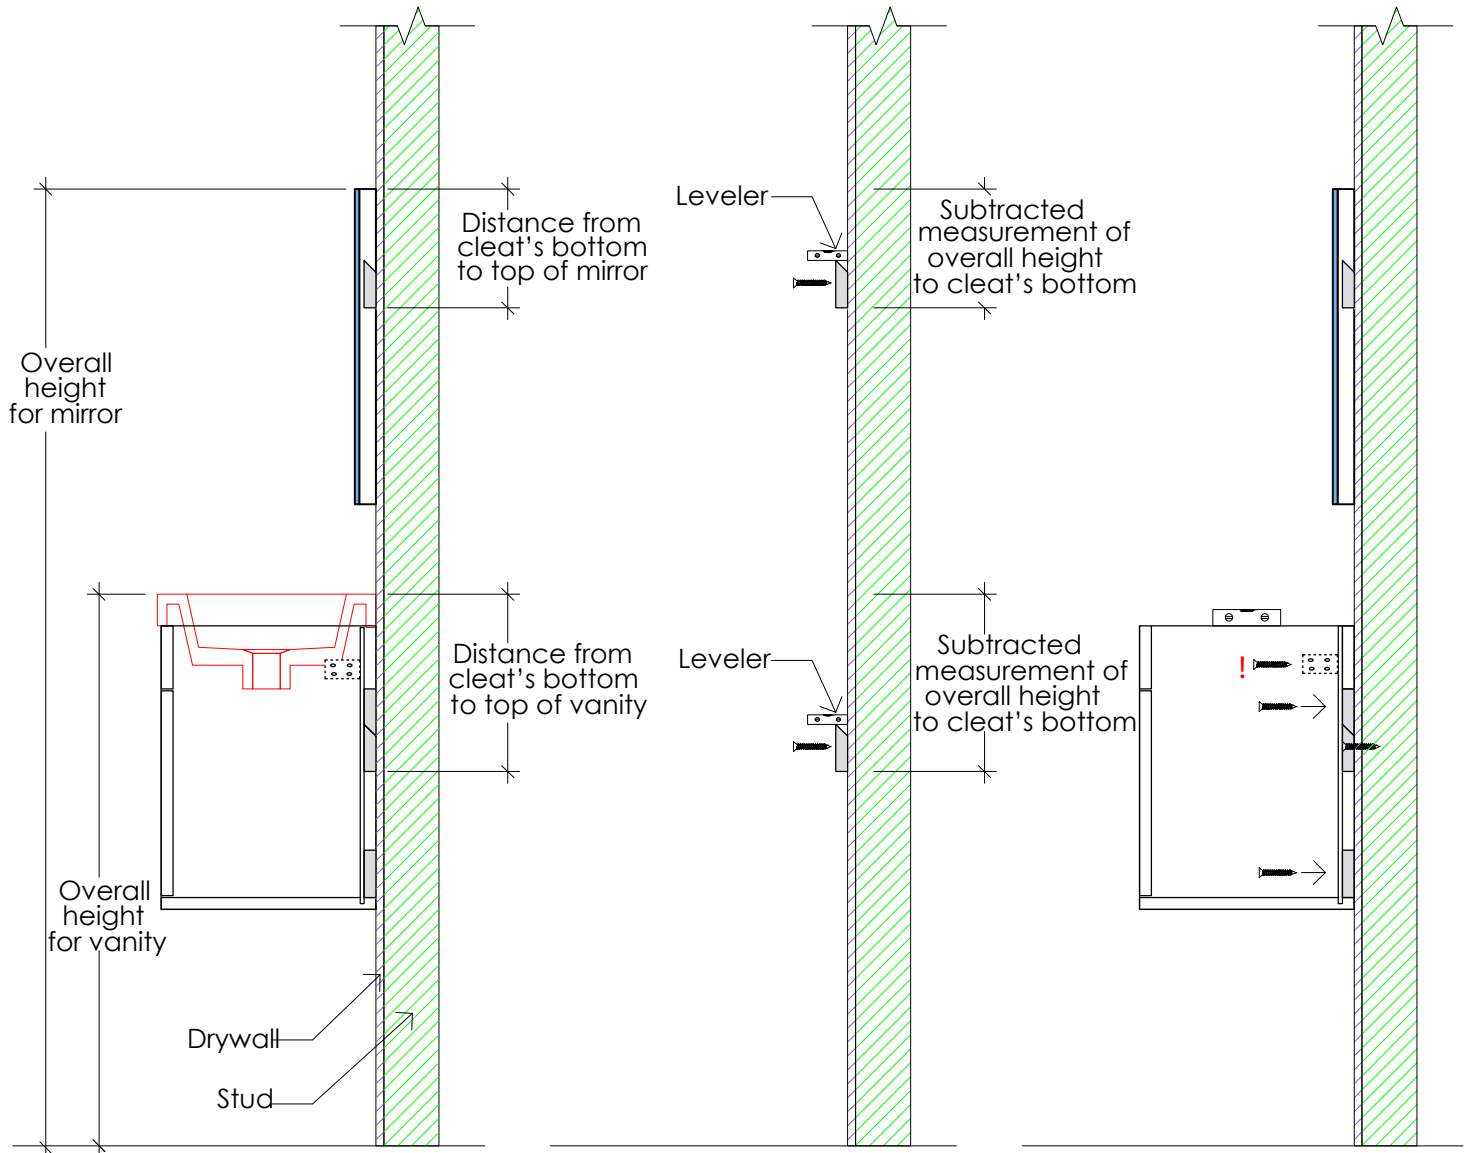 Distance from
cleat's bottom
to top of mirror
Leveler
Subtracted
measurement of
overall height
to cleat's bottom
Overall
height
for mirror
Distance from
cleat's bottom
to top of vanity
Leveler
Subtracted
measurement of
overall height
to cleat's bottom
!
Overall
height
for vanity
Drywall
Stud